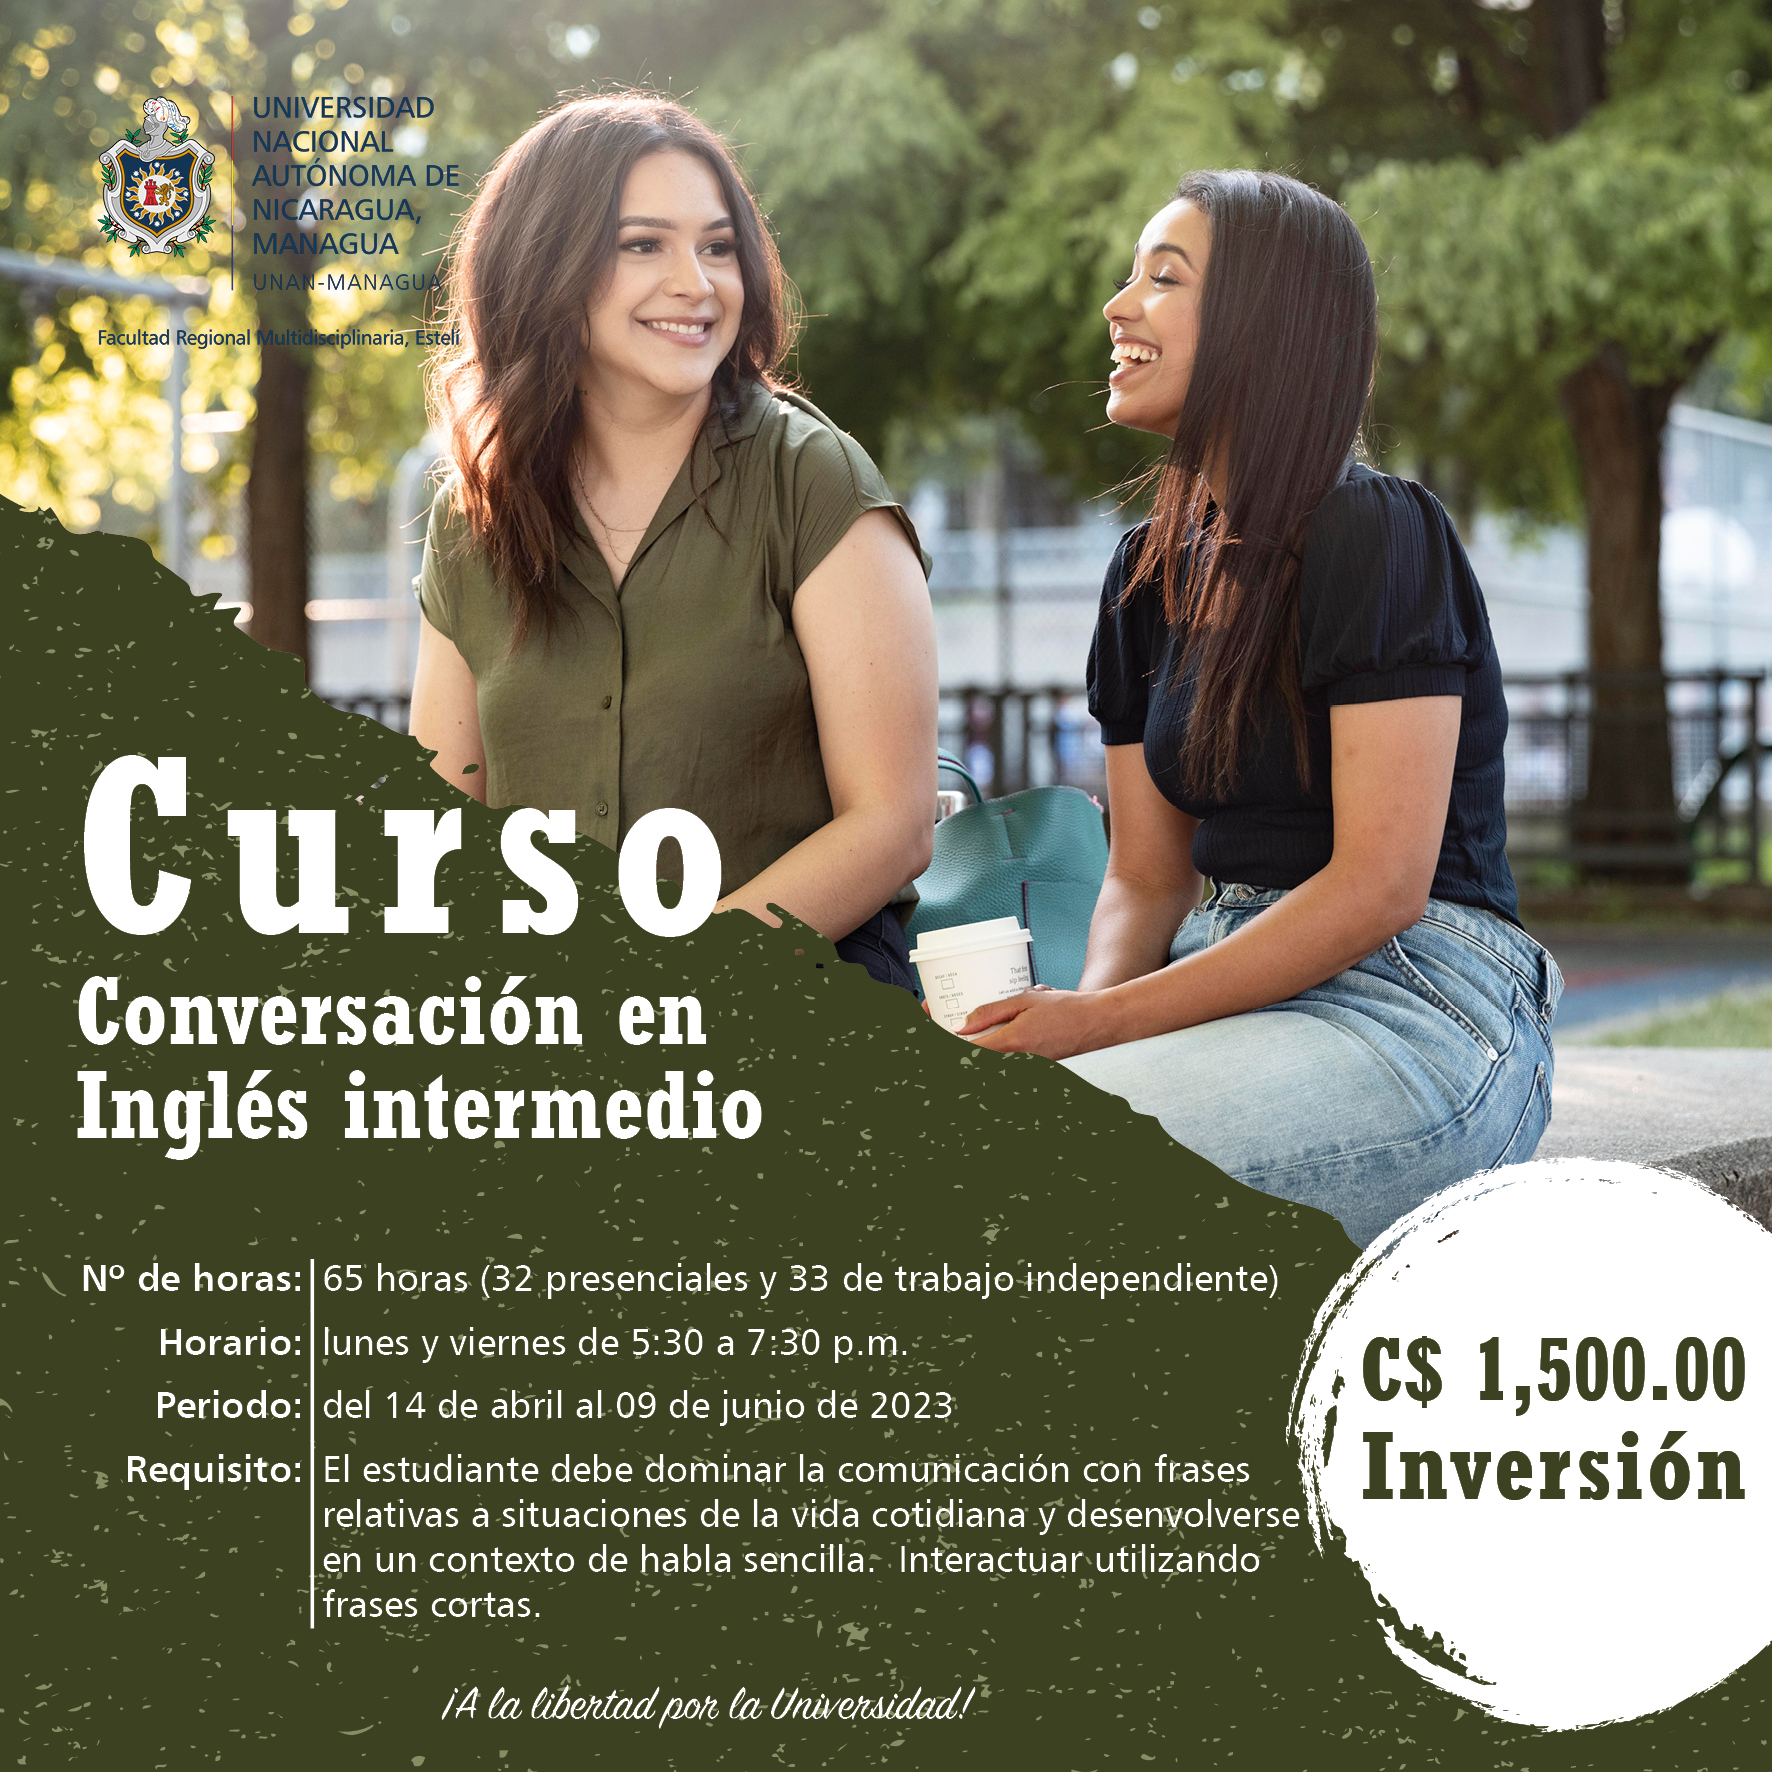 UNIVERSIDAD
NACIONAL
AUTÓNOMA DE
NICARAGUA,
MANAGUA
UNAN-MANAGUA
Facultad Regional Multidisciplinaria, Estelí
Curso
Conversación en
Inglés intermedio
Nº de horas: 65 horas (32 presenciales y 33 de trabajo independiente)
Horario: lunes y viernes de 5:30 a 7:30 p.m.
Periodo: del 14 de abril al 09 de junio de 2023
Requisito: El estudiante debe dominar la comunicación con frases
relativas a situaciones de la vida cotidiana y desenvolverse
en un contexto de habla sencilla. Interactuar utilizando
frases cortas.
C$ 1,500.00
Inversión
¡A la libertad por la Universidad!